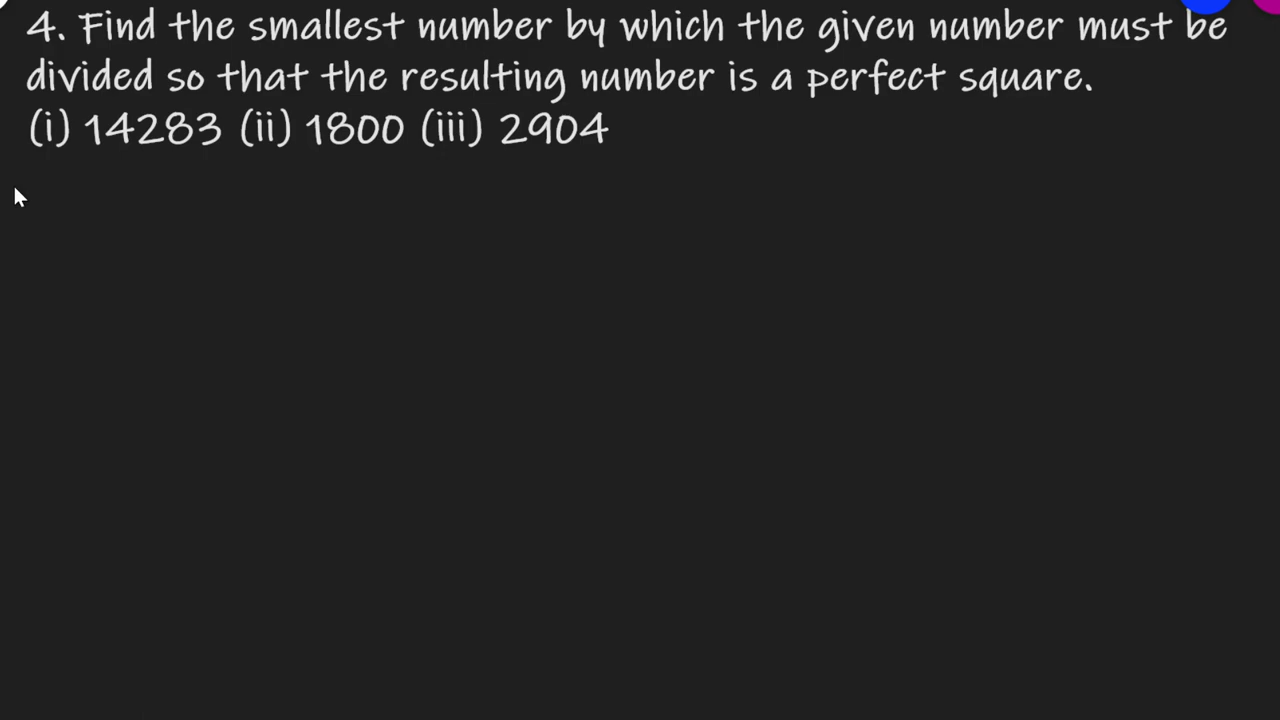 4. Find the smallest number by which the given number must be
divided so that the resulting number is a perfect square.
(i) 14283 (ii) 1800 (iii) 2904